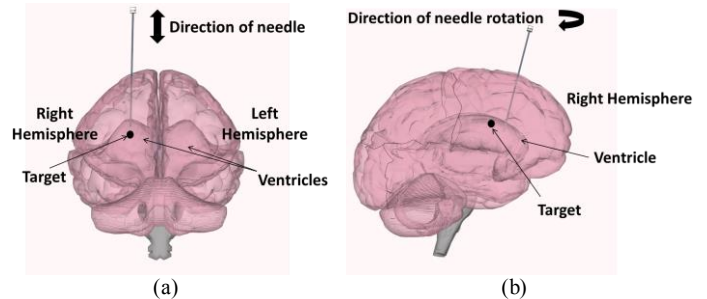 Direction of needle
Right
Hemisphere
Left
Hemisphere
Target
Ventricles
(a)
Direction of needle rotation
Right Hemisphere
Ventricle
Target
(b)